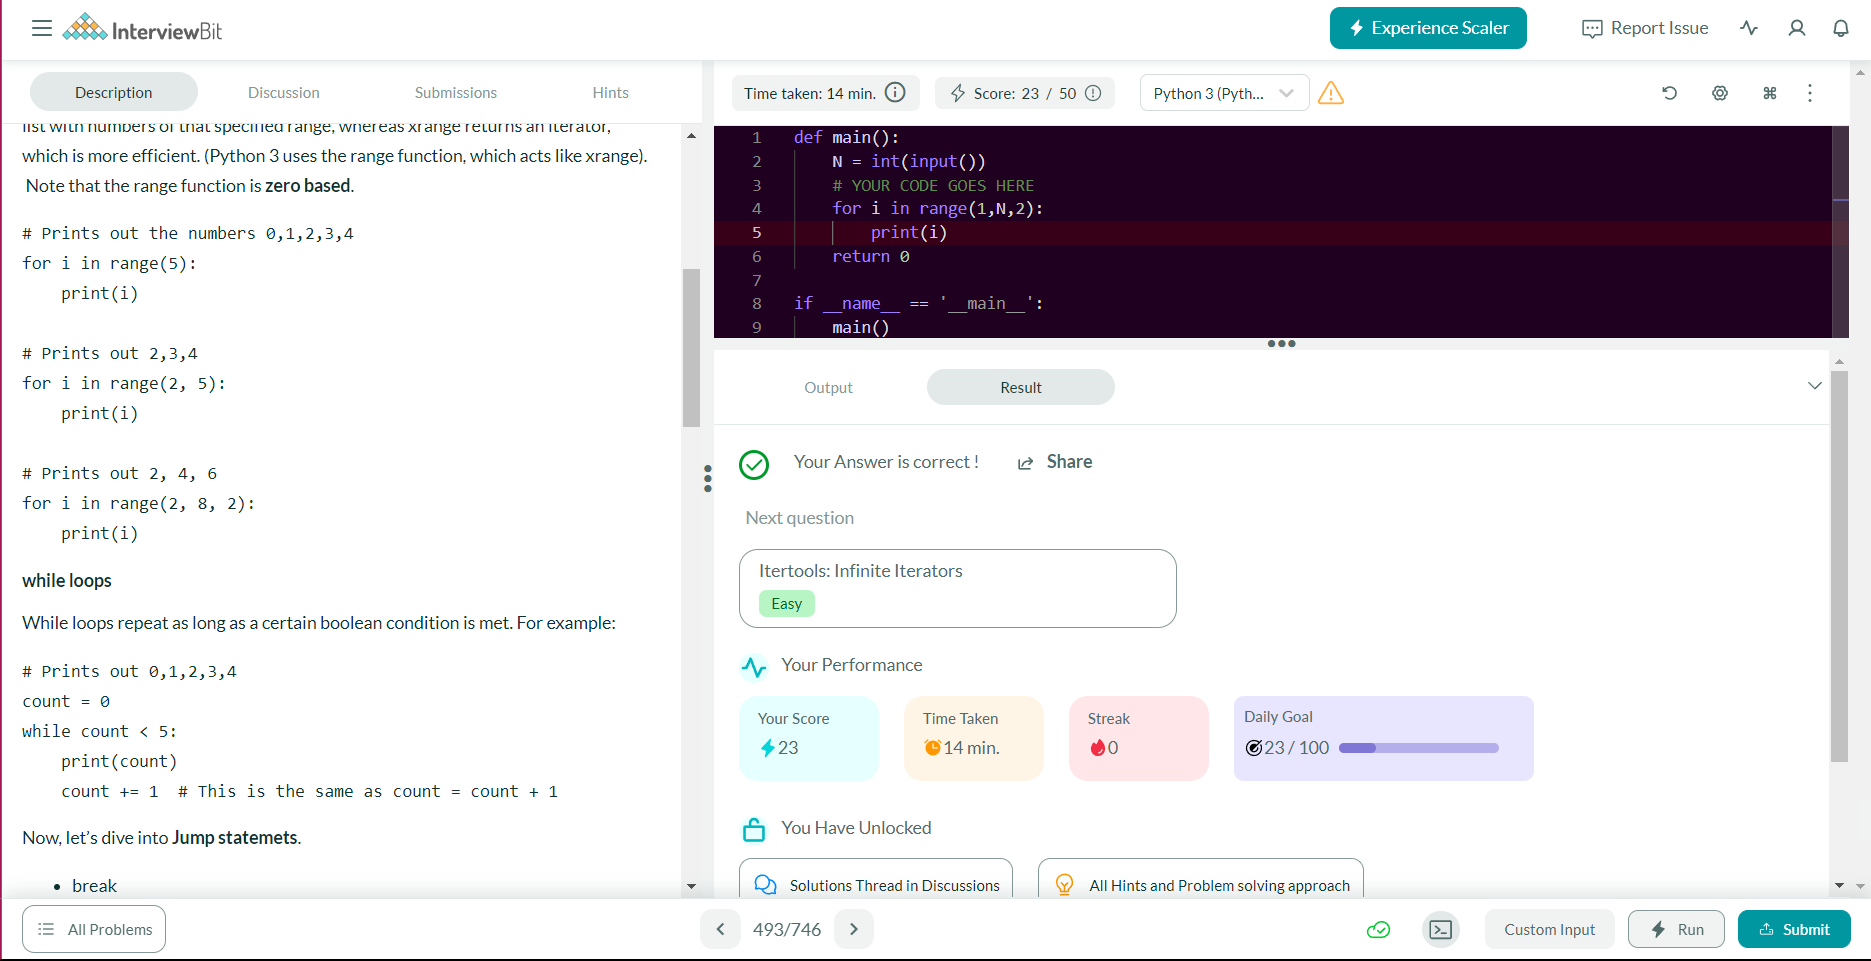 InterviewBit
Experience Scaler
Report Issue
Description
Discussion
Submissions
Hints
list with numbers of that specified range, whereas xrange returns an iterator,
which is more efficient. (Python 3 uses the range function, which acts like xrange).
Note that the range function is zero based.
# Prints out the numbers 0,1,2,3,4
for i in range(5):
    print(i)
# Prints out 2,3,4
for i in range(2, 5):
    print(i)
# Prints out 2, 4, 6
for i in range(2, 8, 2):
    print(i)
while loops
While loops repeat as long as a certain boolean condition is met. For example:
# Prints out 0,1,2,3,4
count = 0
while count < 5:
    print(count)
    count += 1  # This is the same as count = count + 1
Now, let's dive into Jump statemets.
• break
Time taken: 14 min.
Score: 23 / 50
Python 3 (Pyth...
1 def main():
2     N = int(input())
3     # YOUR CODE GOES HERE
4     for i in range(1,N,2):
5         print(i)
6     return 0
7
8 if __name__ == '__main__':
9     main()
Output
Result
Your Answer is correct !
Share
Next question
Itertools: Infinite Iterators
Easy
Your Performance
Your Score
23
Time Taken
14 min.
Streak
0
Daily Goal
23 / 100
You Have Unlocked
Solutions Thread in Discussions
All Hints and Problem solving approach
All Problems
493/746
Custom Input
Run
Submit